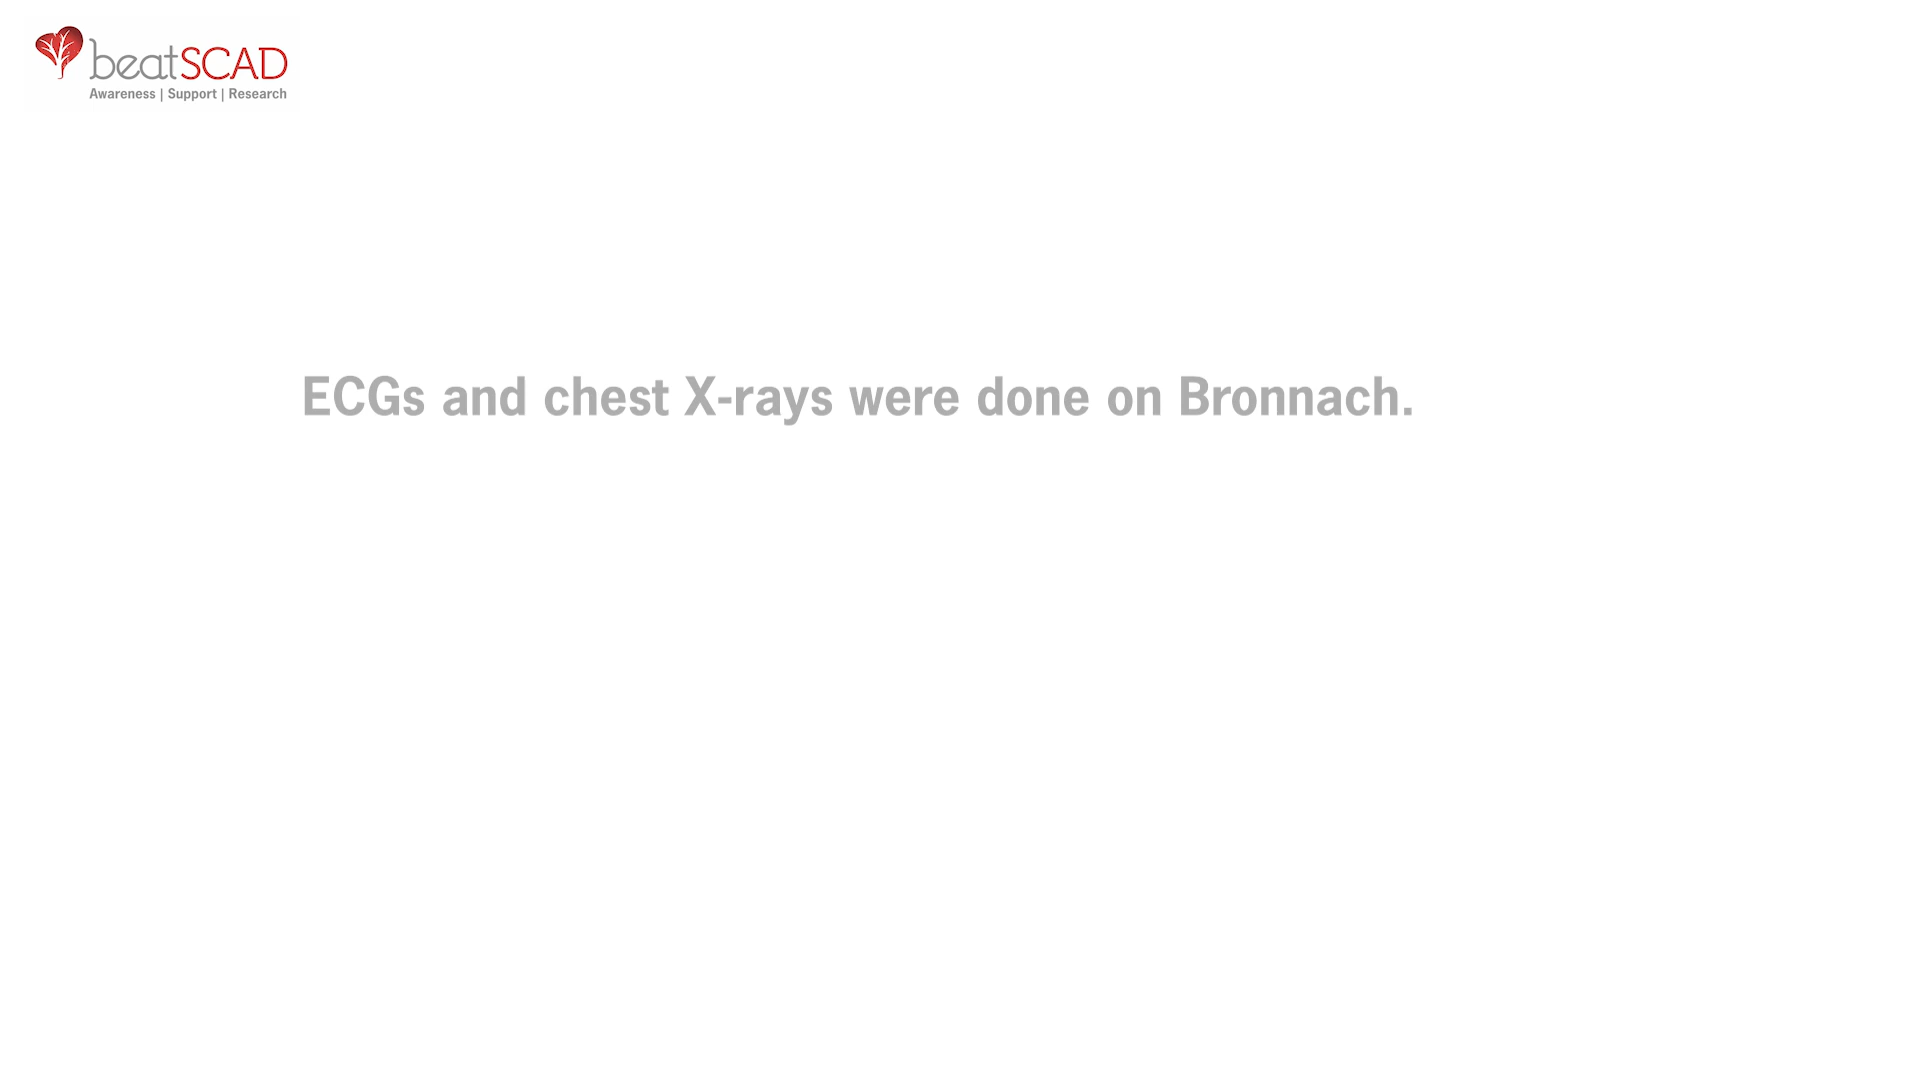 beatSCAD
Awareness | Support | Research
ECGs and chest X-rays were done on Bronnach.